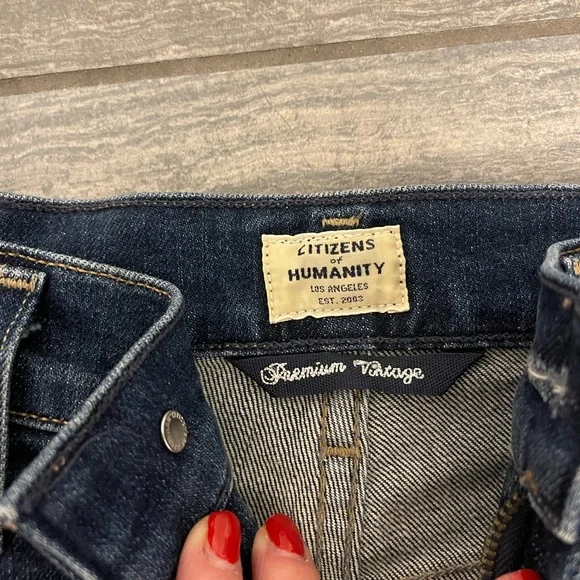 CITIZENS
of
HUMANITY
LOS ANGELES
EST. 2003
Premium Vintage